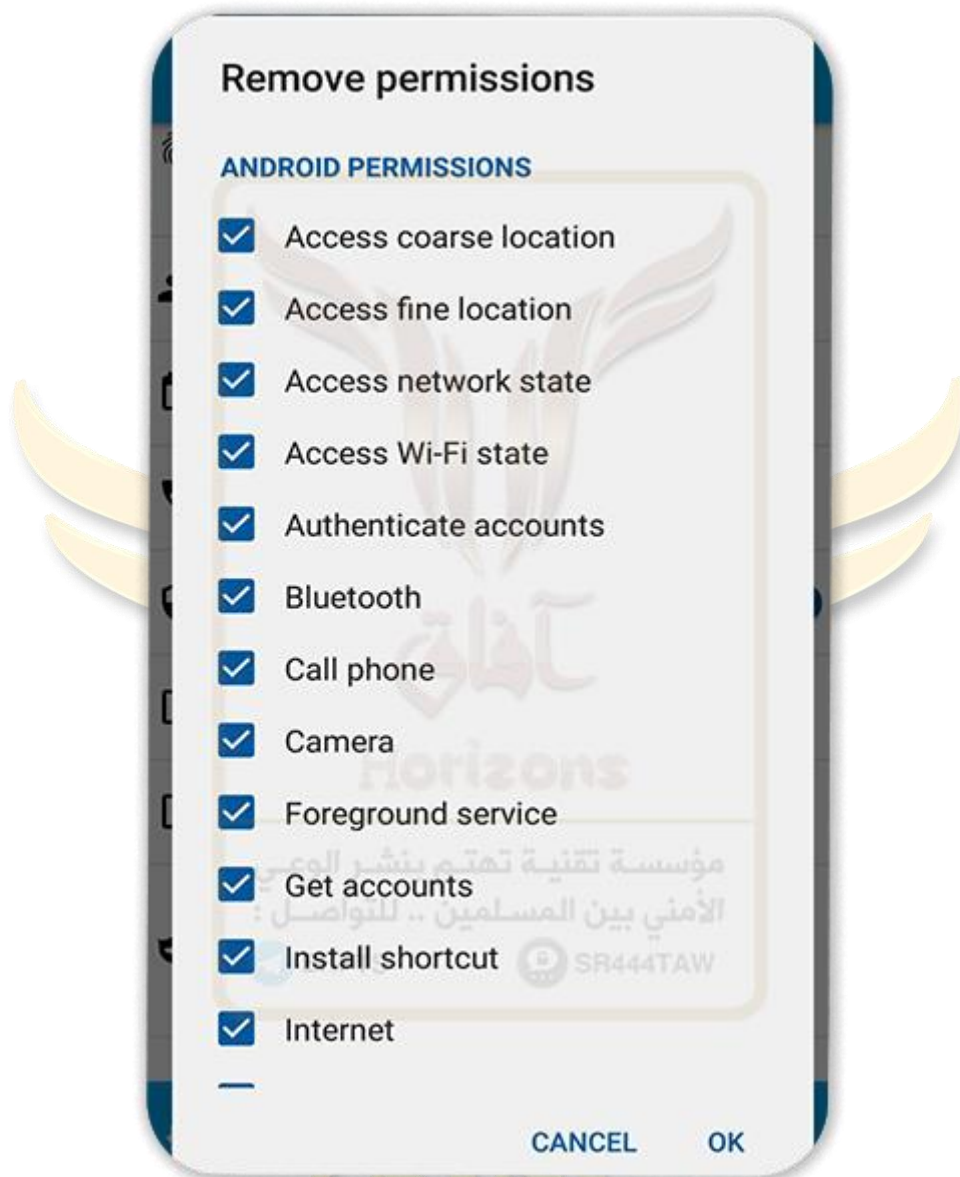 Remove permissions
ANDROID PERMISSIONS
Access coarse location
Access fine location
Access network state
Access Wi-Fi state
Authenticate accounts
Bluetooth
Call phone
آفاق
Camera
Horizons
Foreground service
مؤسسة تقنية تهتم بنشر الوعي
Get accounts
الأمني بين المسلمين .. للتواصل :
Install shortcut
SR444TAW
Internet
CANCEL
OK